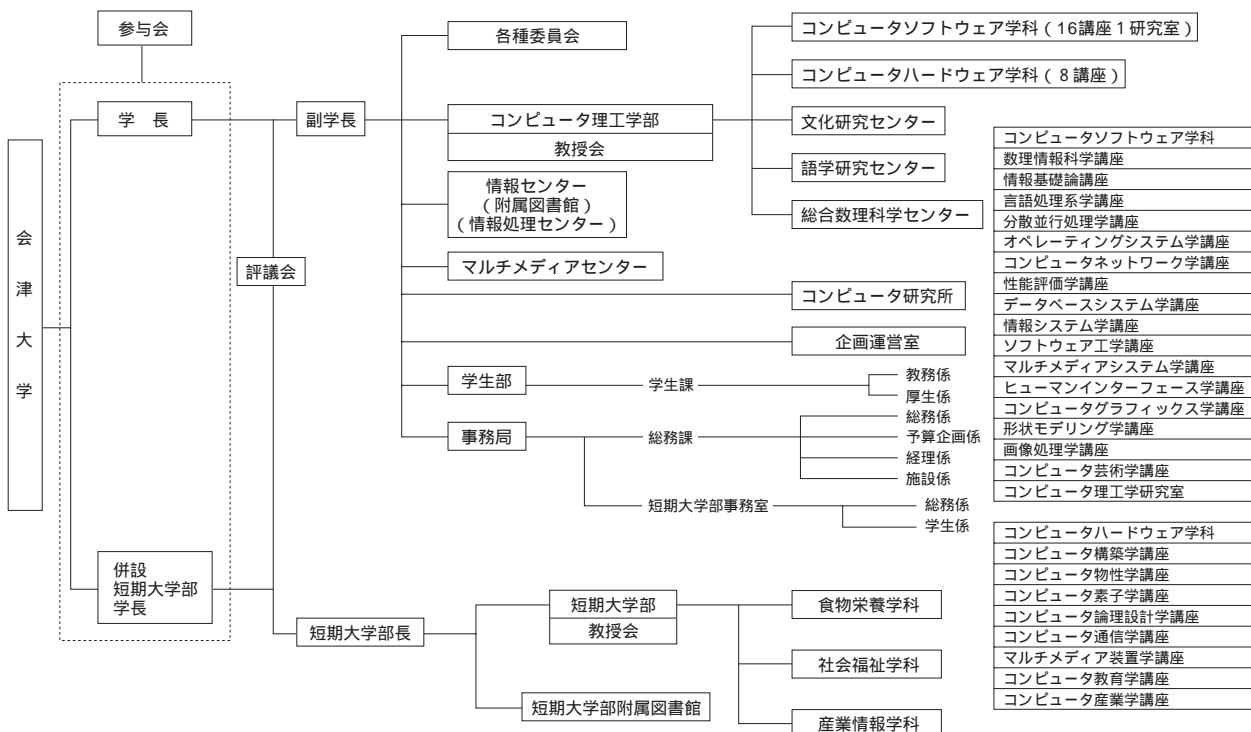 参与会
学　長
会津大学
併設
短期大学部
学長
評議会
副学長
短期大学部長
各種委員会
コンピュータ理工学部
教授会
情報センター
（附属図書館）
（情報処理センター）
マルチメディアセンター
学生部
事務局
コンピュータソフトウェア学科（16講座１研究室）
コンピュータハードウェア学科（８講座）
文化研究センター
語学研究センター
総合数理科学センター
コンピュータ研究所
企画運営室
学生課
教務係
厚生係
総務課
総務係
予算企画係
経理係
施設係
短期大学部事務室
総務係
学生係
短期大学部
教授会
短期大学部附属図書館
食物栄養学科
社会福祉学科
産業情報学科
コンピュータソフトウェア学科
数理情報科学講座
情報基礎論講座
言語処理系学講座
分散並行処理学講座
オペレーティングシステム学講座
コンピュータネットワーク学講座
性能評価学講座
データベースシステム学講座
情報システム学講座
ソフトウェア工学講座
マルチメディアシステム学講座
ヒューマンインターフェース学講座
コンピュータグラフィックス学講座
形状モデリング学講座
画像処理学講座
コンピュータ芸術学講座
コンピュータ理工学研究室
コンピュータハードウェア学科
コンピュータ構築学講座
コンピュータ物性学講座
コンピュータ素子学講座
コンピュータ論理設計学講座
コンピュータ通信学講座
マルチメディア装置学講座
コンピュータ教育学講座
コンピュータ産業学講座